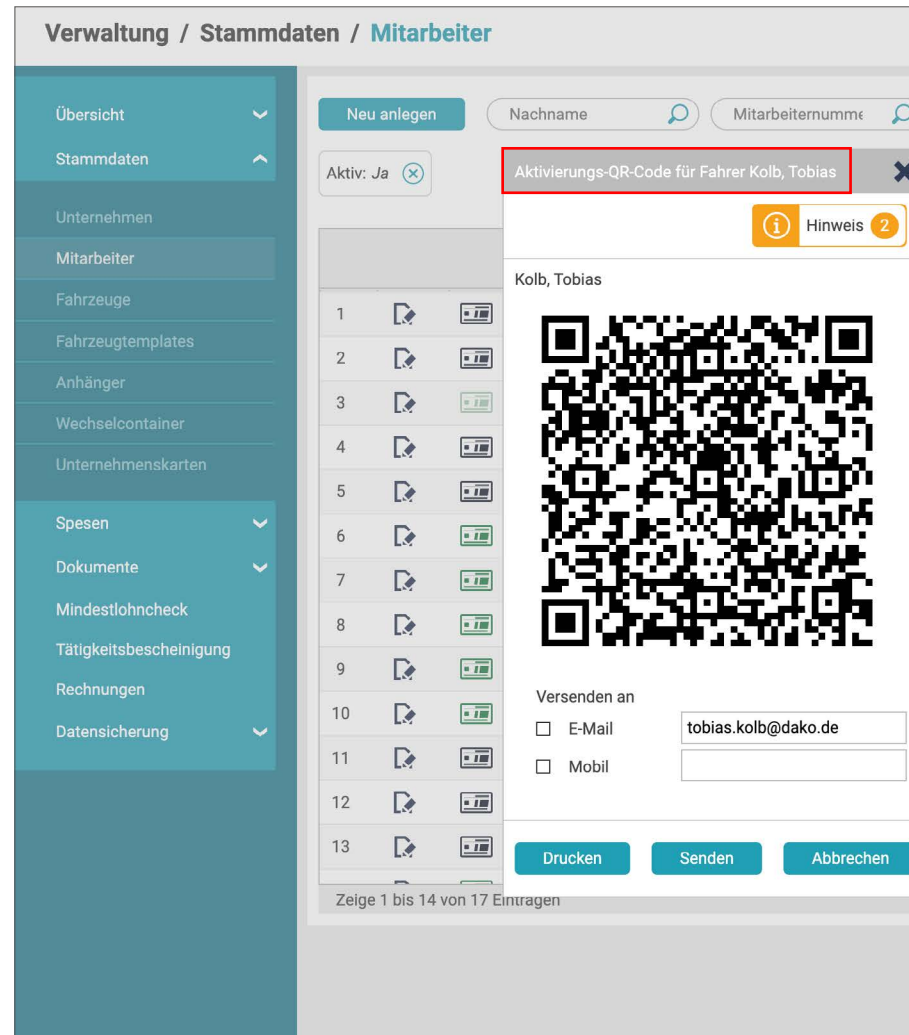 Verwaltung / Stammdaten / Mitarbeiter
Übersicht
Stammdaten
Unternehmen
Mitarbeiter
Fahrzeuge
Fahrzeugtemplates
Anhänger
Wechselcontainer
Unternehmenskarten
Spesen
Dokumente
Mindestlohncheck
Tätigkeitsbescheinigung
Rechnungen
Datensicherung
Neu anlegen
Nachname
Mitarbeiternumme
Aktiv: Ja
Aktivierungs-QR-Code für Fahrer Kolb, Tobias
Hinweis 2
Kolb, Tobias
1
2
3
4
5
6
7
8
9
10
11
12
13
Versenden an
E-Mail tobias.kolb@dako.de
Mobil
Drucken Senden Abbrechen
Zeige 1 bis 14 von 17 Einträgen